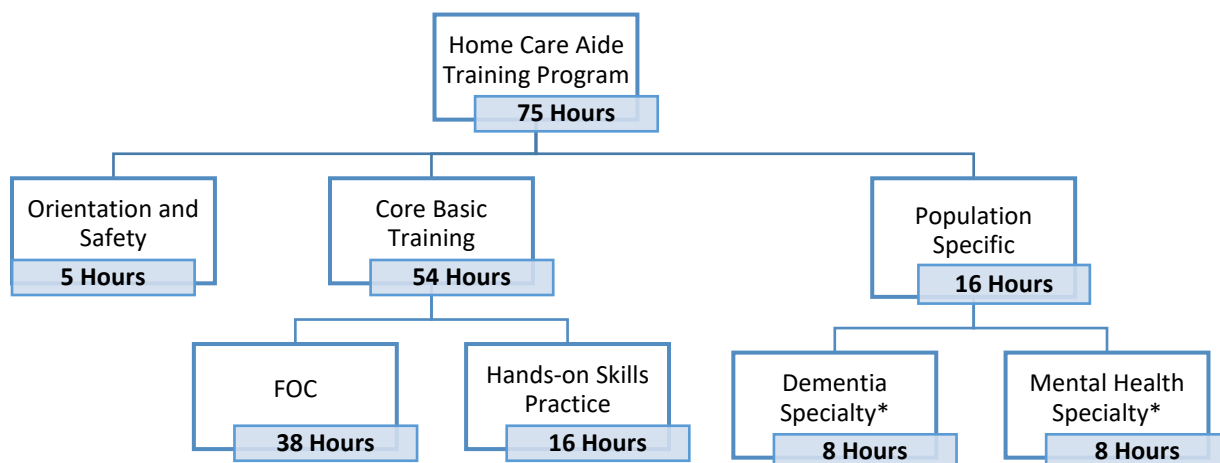 Home Care Aide
Training Program
75 Hours
Orientation and
Safety
5 Hours
Core Basic
Training
54 Hours
Population
Specific
16 Hours
FOC
38 Hours
Hands-on Skills
Practice
16 Hours
Dementia
Specialty*
8 Hours
Mental Health
Specialty*
8 Hours